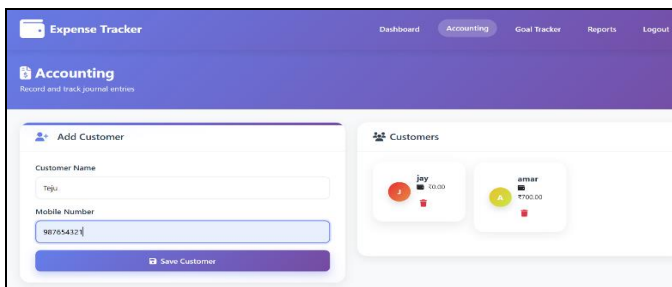 Expense Tracker
Dashboard Accounting Goal Tracker Reports Logout
Accounting
Record and track journal entries
Add Customer
Customer Name
Teju
Mobile Number
987654321
Save Customer
Customers
J
jay
₹0.00
A
amar
₹700.00